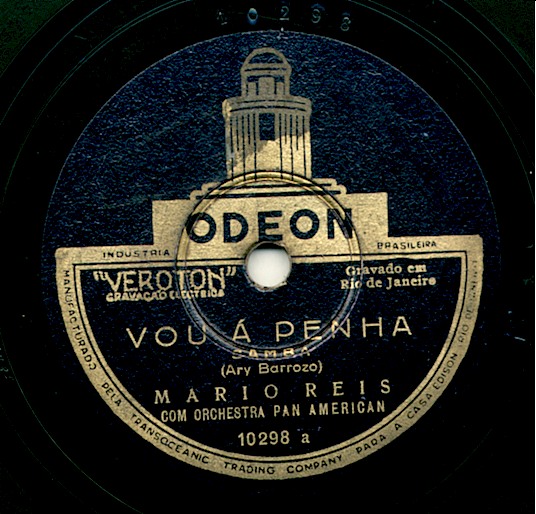 10298
ODEON
INDUSTRIA BRASILEIRA
"VEROTON"
GRAVAÇÃO ELECTRICA
Gravado em
Rio de Janeiro
VOU Á PENHA
SAMBA
(Ary Barrozo)
MARIO REIS
COM ORCHESTRA PAN AMERICAN
10298 a
MANUFACTURADO PELA TRANSOCEANIC TRADING COMPANY PARA A CASA EDISON RIO DE JANEIRO